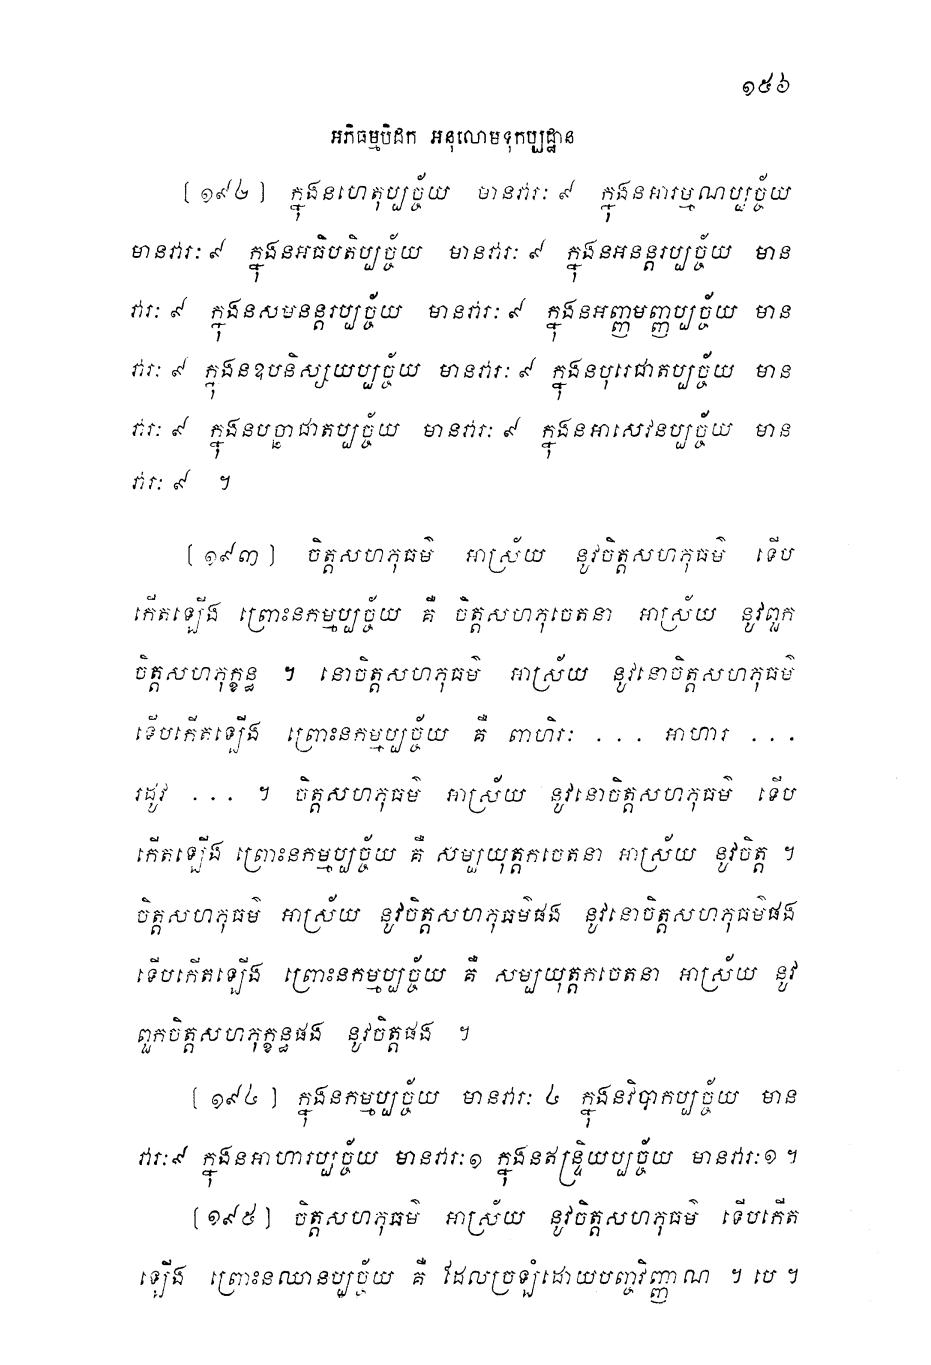 ១៥៦
អភិធម្មបិដក អនុលោមទុកប្បដ្ឋាន
[១៩២] ក្នុងនហេតុប្បច្ច័យ មានវារៈ ៩ ក្នុងនអារម្មណប្បច្ច័យ
មានវារៈ ៩ ក្នុងនអធិបតិប្បច្ច័យ មានវារៈ ៩ ក្នុងនអនន្តរប្បច្ច័យ មាន
វារៈ ៩ ក្នុងនសមនន្តរប្បច្ច័យ មានវារៈ ៩ ក្នុងនអញ្ញមញ្ញប្បច្ច័យ មាន
វារៈ ៩ ក្នុងនឧបនិស្សយប្បច្ច័យ មានវារៈ ៩ ក្នុងនបុរេជាតប្បច្ច័យ មាន
វារៈ ៩ ក្នុងនបច្ឆាជាតប្បច្ច័យ មានវារៈ ៩ ក្នុងនអាសេវនប្បច្ច័យ មាន
វារៈ ៩ ។
[១៩៣] ចិត្តសហភុធម៌ អាស្រ័យ នូវចិត្តសហភុធម៌ ទើប
កើតឡើង ព្រោះនកម្មប្បច្ច័យ គឺ ចិត្តសហភុចេតនា អាស្រ័យ នូវពួក
ចិត្តសហភុក្ខន្ធ ។ នោចិត្តសហភុធម៌ អាស្រ័យ នូវនោចិត្តសហភុធម៌
ទើបកើតឡើង ព្រោះនកម្មប្បច្ច័យ គឺ ពាហិរៈ ... អាហារ ...
រដូវ ... ។ ចិត្តសហភុធម៌ អាស្រ័យ នូវនោចិត្តសហភុធម៌ ទើប
កើតឡើង ព្រោះនកម្មប្បច្ច័យ គឺ សម្បយុត្តកចេតនា អាស្រ័យ នូវចិត្ត ។
ចិត្តសហភុធម៌ អាស្រ័យ នូវចិត្តសហភុធម៌ផង នូវនោចិត្តសហភុធម៌ផង
ទើបកើតឡើង ព្រោះនកម្មប្បច្ច័យ គឺ សម្បយុត្តកចេតនា អាស្រ័យ នូវ
ពួកចិត្តសហភុក្ខន្ធផង នូវចិត្តផង ។
[១៩៤] ក្នុងនកម្មប្បច្ច័យ មានវារៈ ៤ ក្នុងនវិបាកប្បច្ច័យ មាន
វារៈ៩ ក្នុងនអាហារប្បច្ច័យ មានវារៈ១ ក្នុងនឥន្ទ្រិយប្បច្ច័យ មានវារៈ១ ។
[១៩៥] ចិត្តសហភុធម៌ អាស្រ័យ នូវចិត្តសហភុធម៌ ទើបកើត
ឡើង ព្រោះនឈានប្បច្ច័យ គឺ ដែលច្រឡំដោយបញ្ចវិញ្ញាណ ។ បេ ។